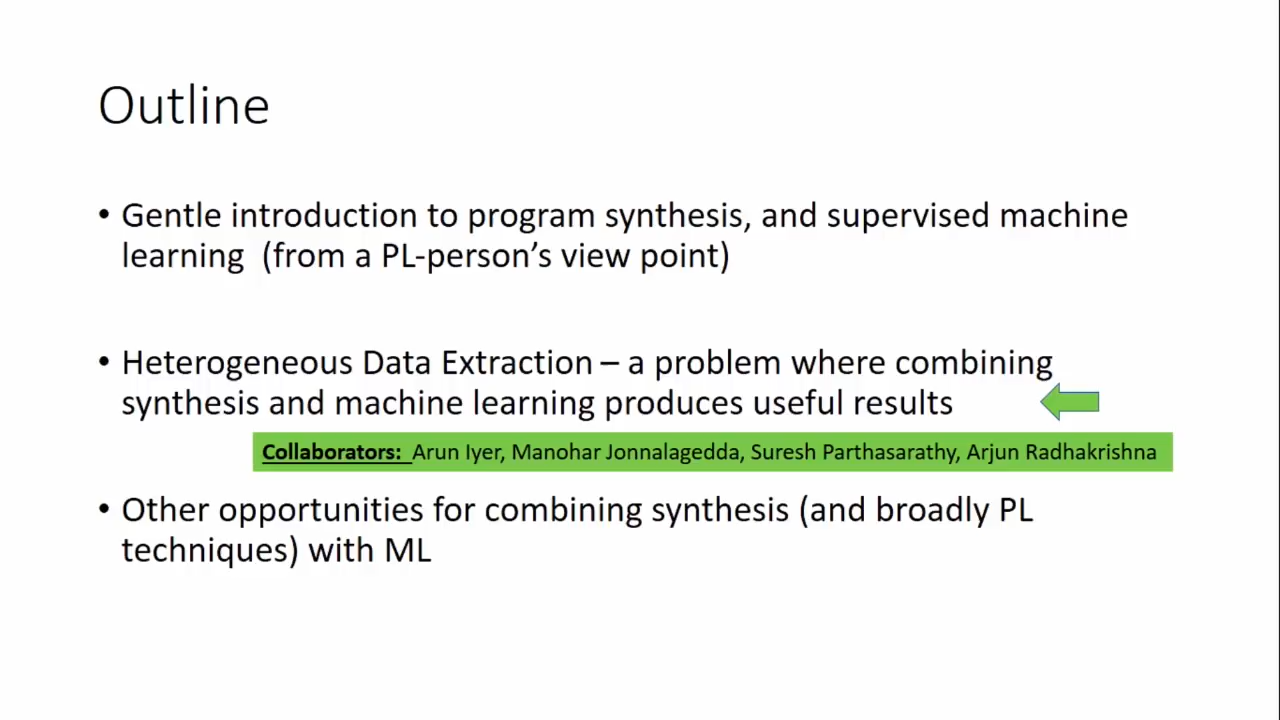 Outline
• Gentle introduction to program synthesis, and supervised machine
learning (from a PL-person’s view point)
• Heterogeneous Data Extraction – a problem where combining
synthesis and machine learning produces useful results
Collaborators: Arun Iyer, Manohar Jonnalagedda, Suresh Parthasarathy, Arjun Radhakrishna
• Other opportunities for combining synthesis (and broadly PL
techniques) with ML